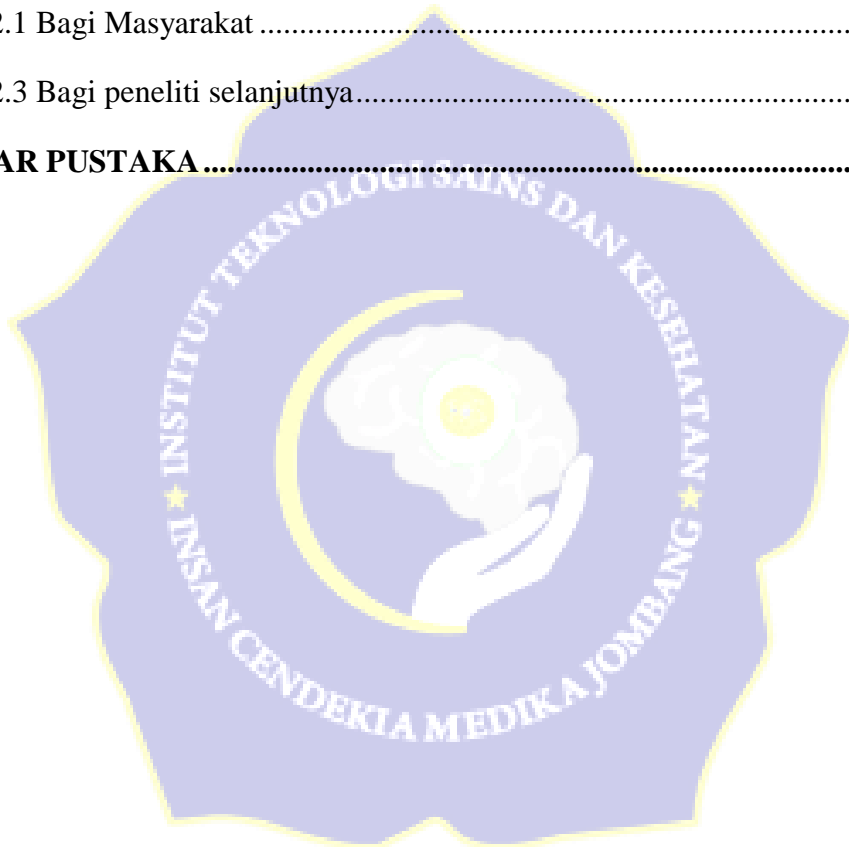 2.1 Bagi Masyarakat ................................................................................
2.3 Bagi peneliti selanjutnya................................................................
AR PUSTAKA ................................................................................
INSTITUT TEKNOLOGI SAINS DAN KESEHATAN
INSAN CENDEKIA MEDIKA JOMBANG